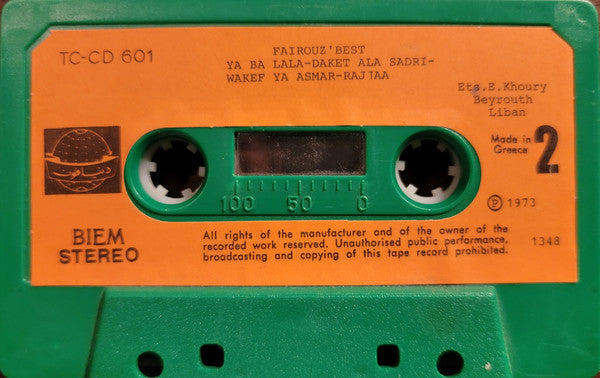 TC-CD 601
FAIROUZ'BEST
YA BA LALA-DAKET ALA SADRI-
WAKEF YA ASMAR-RAJTAA
Ets.E.Khoury
Beyrouth
Liban
Made in
Greece
2
100 50 0
℗ 1973
BIEM
STEREO
All rights of the manufacturer and of the owner of the
recorded work reserved. Unauthorised public performance,
broadcasting and copying of this tape record prohibited.
1348